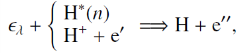 ϵ_λ + { H*(n)
H⁺ + e′ ⟹ H + e″,